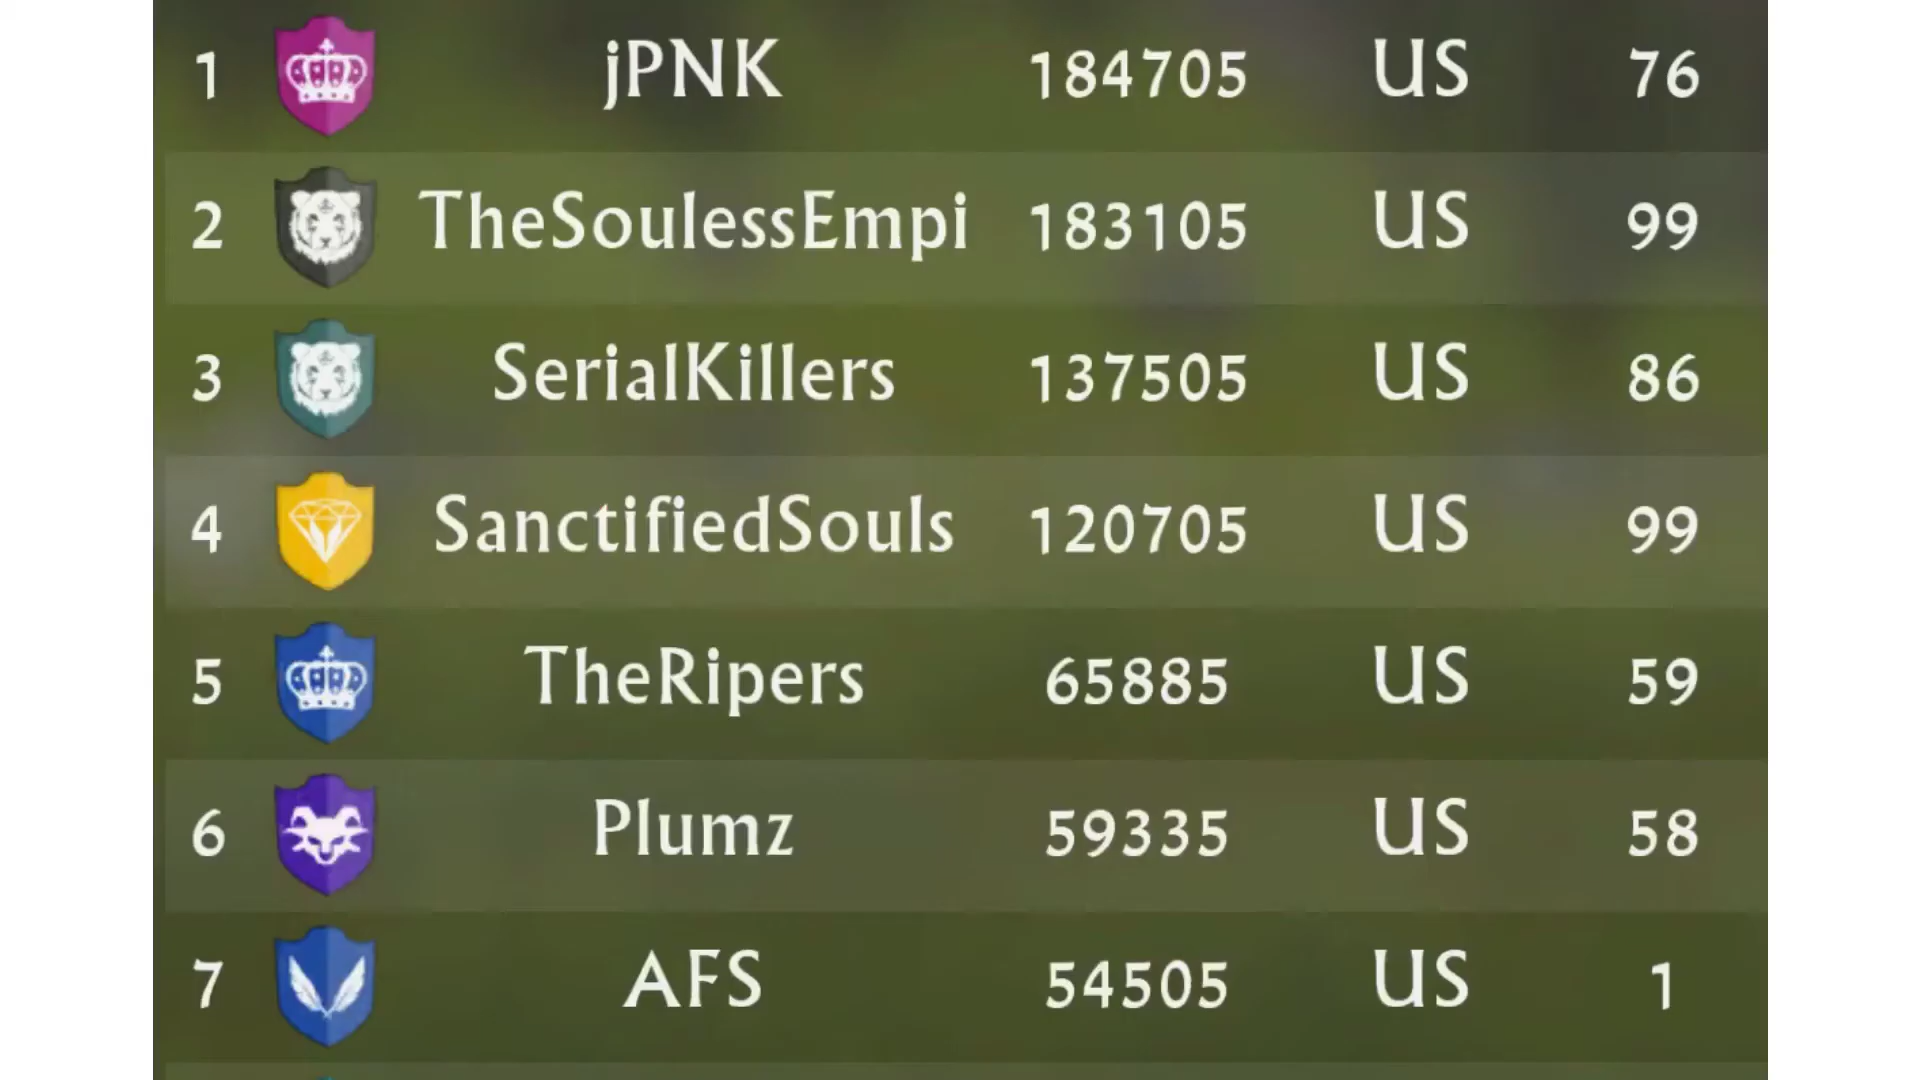 1 jPNK 184705 US 76
2 TheSoulessEmpi 183105 US 99
3 SerialKillers 137505 US 86
4 SanctifiedSouls 120705 US 99
5 TheRipers 65885 US 59
6 Plumz 59335 US 58
7 AFS 54505 US 1